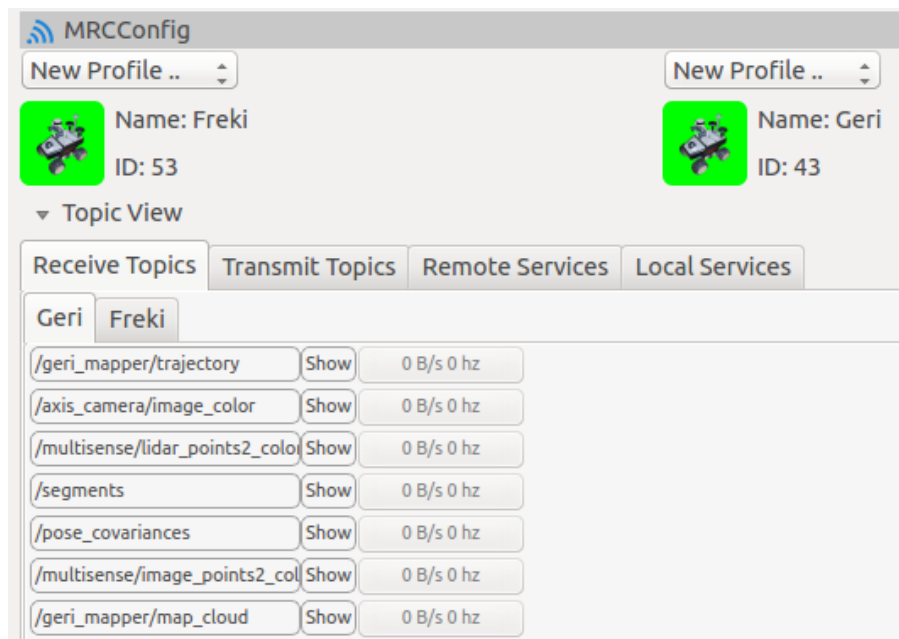 MRCConfig
New Profile .. New Profile ..
Name: Freki Name: Geri
ID: 53 ID: 43
Topic View
Receive Topics Transmit Topics Remote Services Local Services
Geri Freki
/geri_mapper/trajectory Show 0 B/s 0 hz
/axis_camera/image_color Show 0 B/s 0 hz
/multisense/lidar_points2_color Show 0 B/s 0 hz
/segments Show 0 B/s 0 hz
/pose_covariances Show 0 B/s 0 hz
/multisense/image_points2_col Show 0 B/s 0 hz
/geri_mapper/map_cloud Show 0 B/s 0 hz